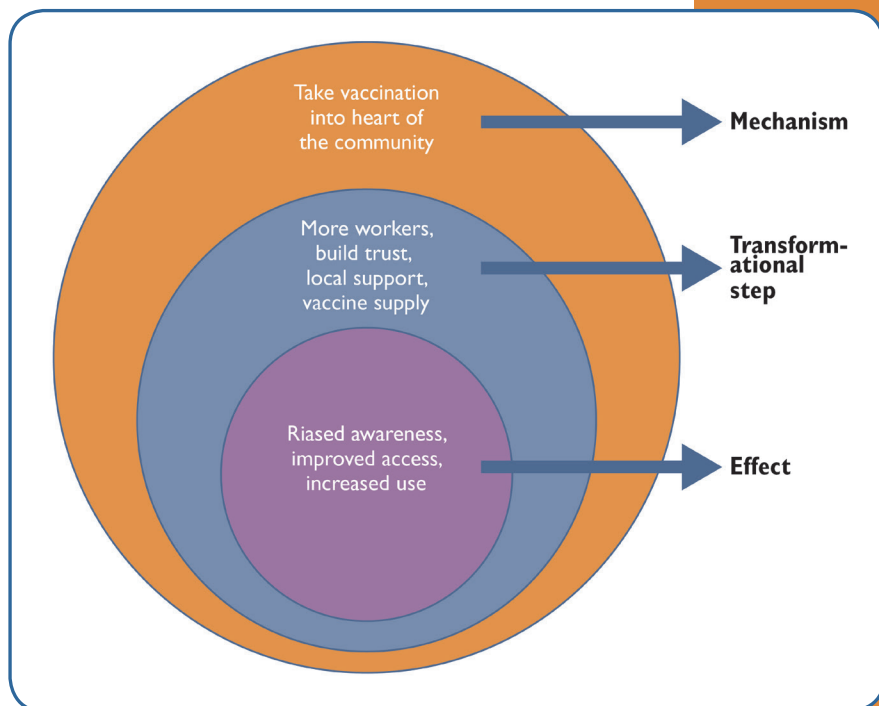 Take vaccination
into heart of
the community
Mechanism
More workers,
build trust,
local support,
vaccine supply
Transform-
ational
step
Riased awareness,
improved access,
increased use
Effect